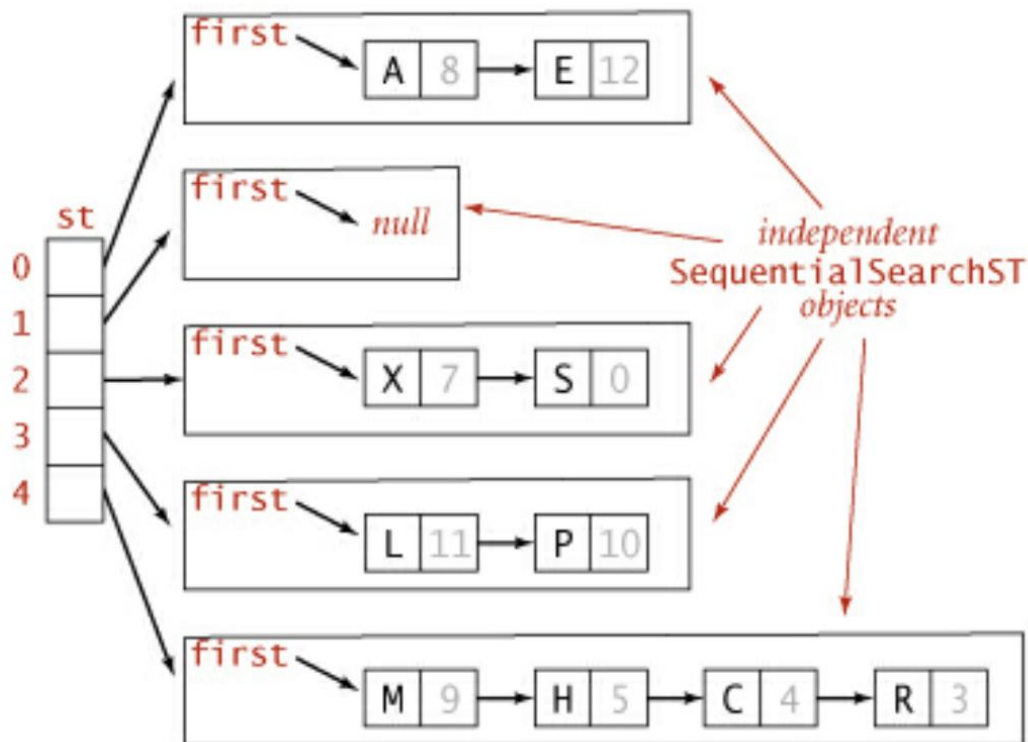 first
A 8 E 12
first
null
st
independent
SequentialSearchST
objects
0
1
2
3
4
first
X 7 S 0
first
L 11 P 10
first
M 9 H 5 C 4 R 3